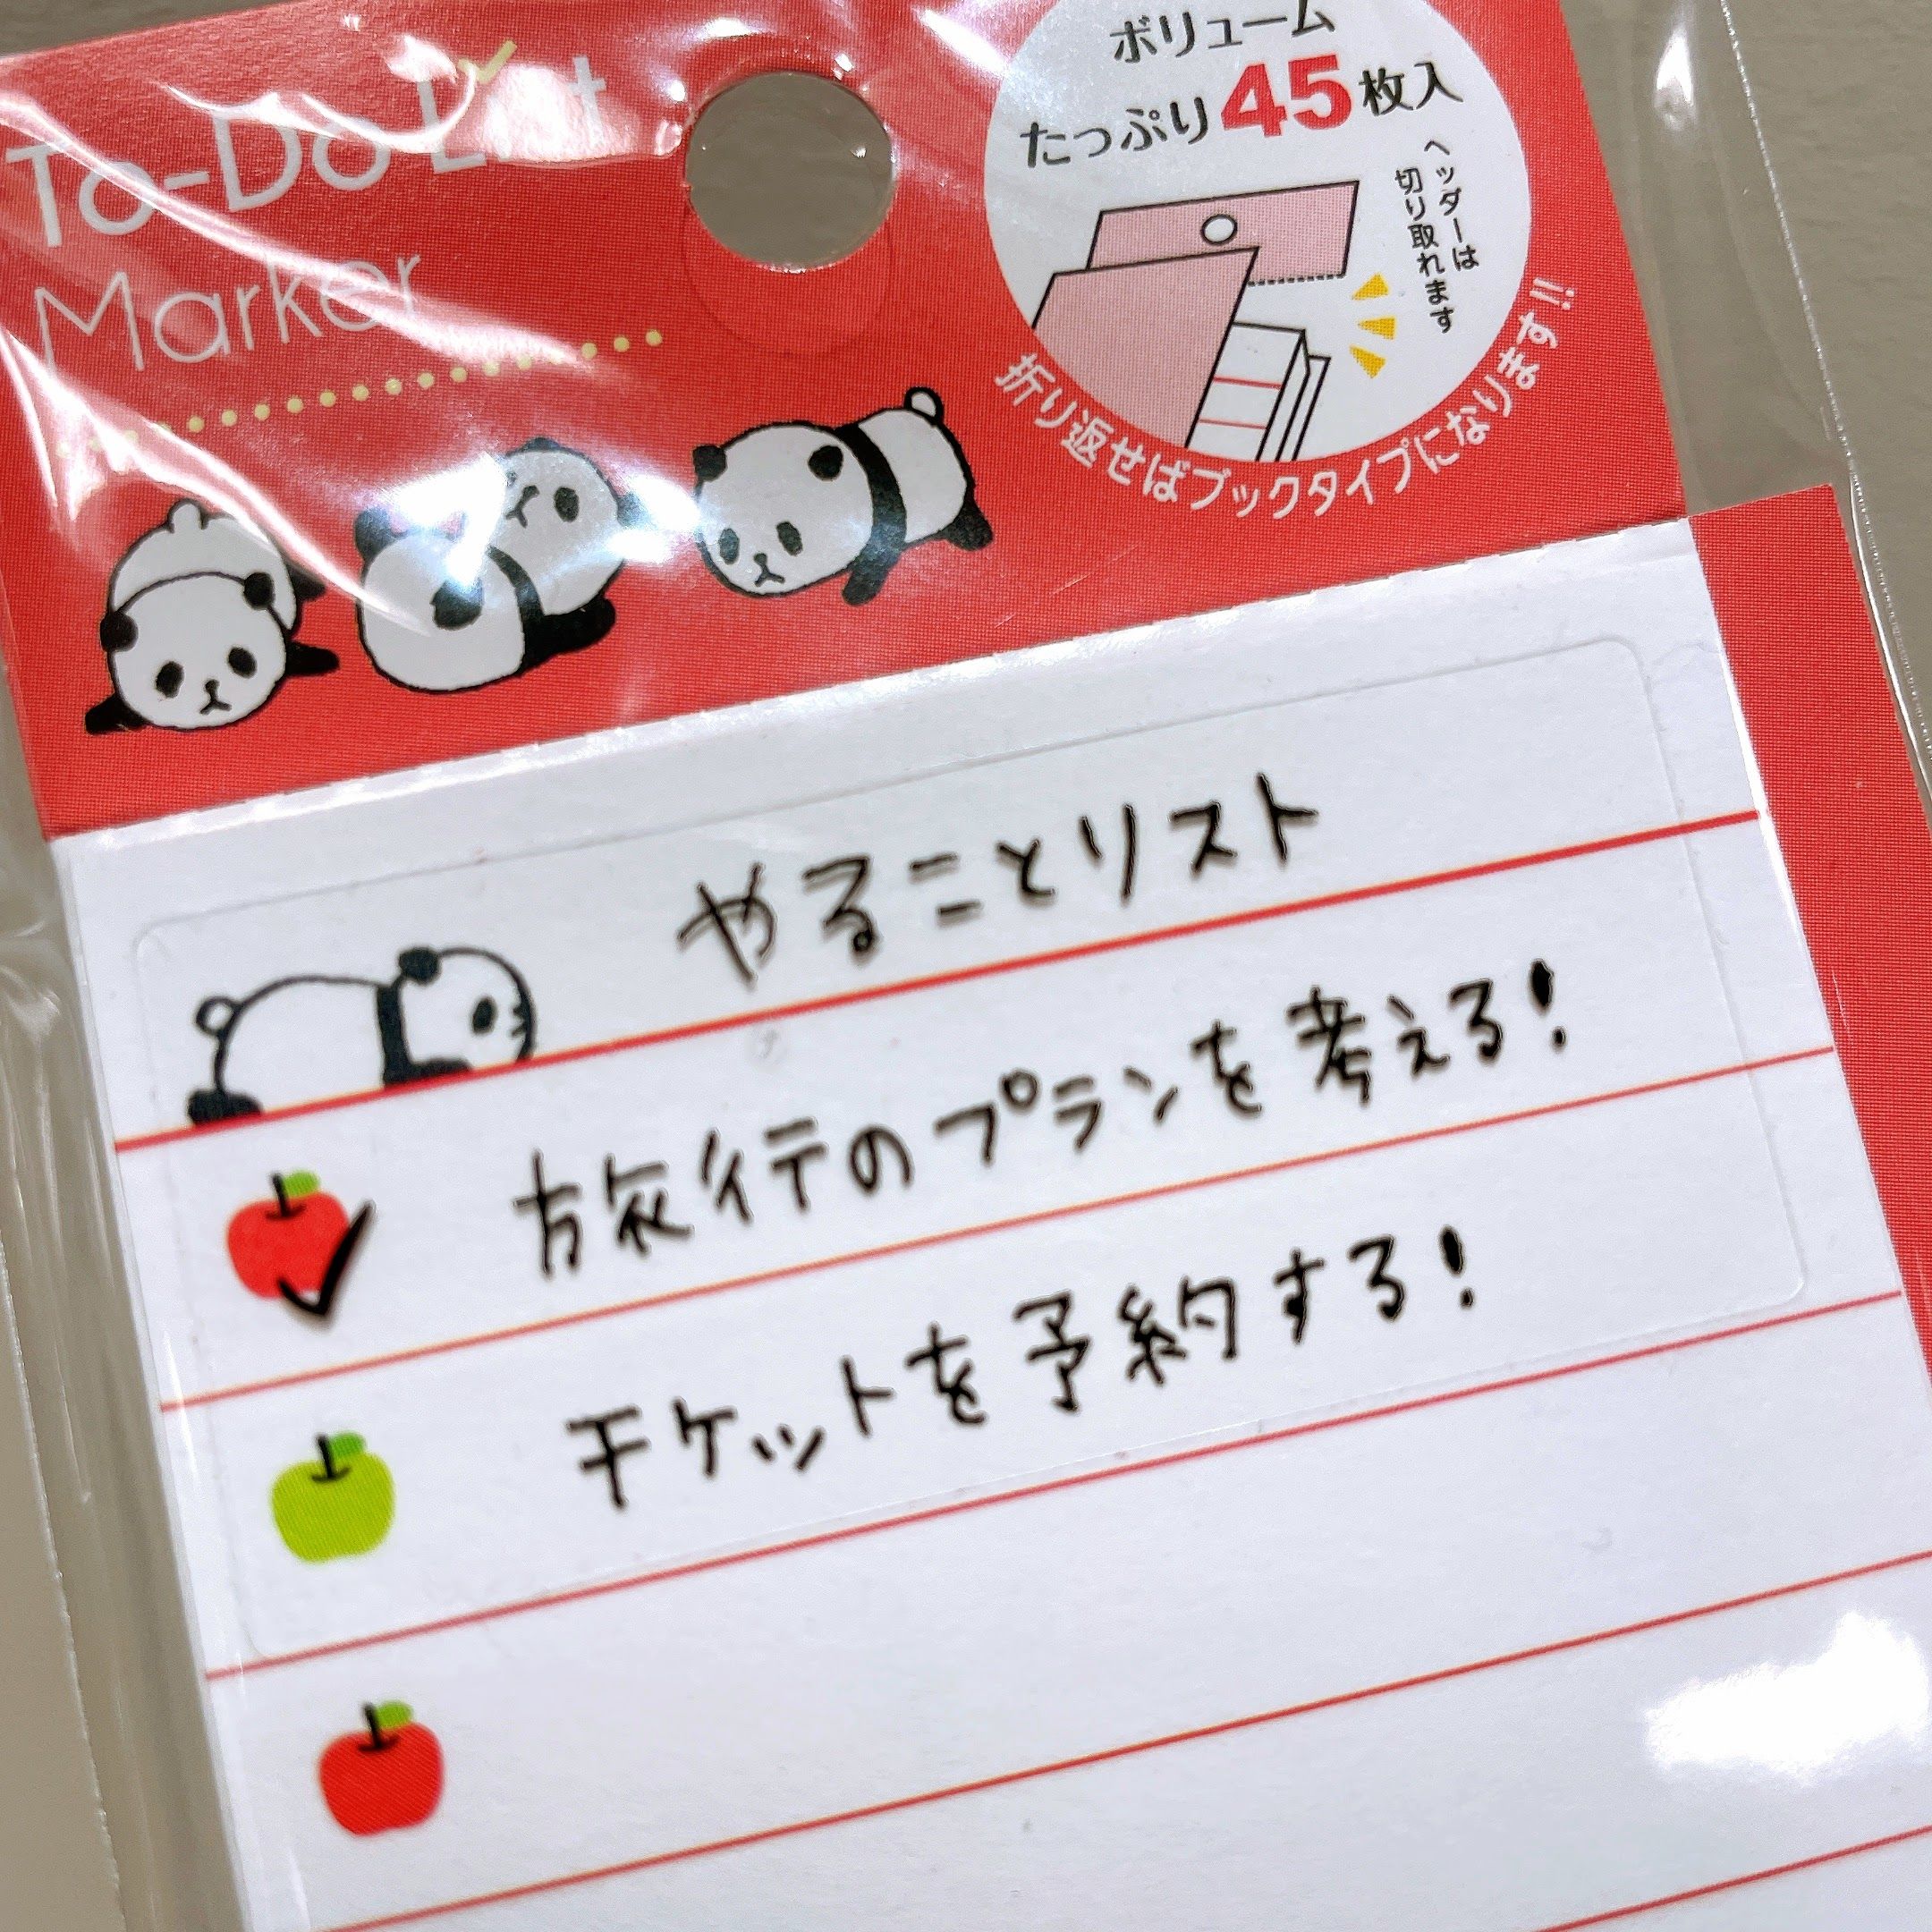 To-Do List
Marker
ボリューム
たっぷり45枚入
ヘッダーは
切り取れます
折り返せばブックタイプになります!!
やることリスト
旅行のプランを考える!
チケットを予約する!